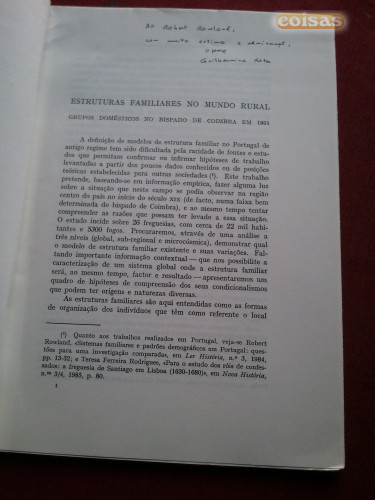 coisas
Ao Robert Rowland,
com muito estima e admiração,
opmg
Guilhermina Mota
ESTRUTURAS FAMILIARES NO MUNDO RURAL
GRUPOS DOMÉSTICOS NO BISPADO DE COIMBRA EM 1801
A definição de modelos da estrutura familiar no Portugal de
antigo regime tem sido dificultada pela raridade de fontes e estu-
dos que permitam confirmar ou infirmar hipóteses de trabalho
levantadas a partir dos poucos dados conhecidos ou de posições
teóricas estabelecidas para outras sociedades (¹). Este trabalho
pretende, baseando-se em informação empírica, fazer alguma luz
sobre a situação que neste campo se podia observar na região
centro do país no início do século XIX (de facto, numa faixa bem
determinada do bispado de Coimbra), e ao mesmo tempo tentar
compreender as razões que possam ter levado a essa situação.
O estudo incide sobre 26 freguesias, com cerca de 22 mil habi-
tantes e 5300 fogos. Procuraremos, através de uma análise a
três níveis (global, sub-regional e microcósmica), demonstrar qual
o modelo de estrutura familiar existente e suas variações. Fal-
tando importante informação contextual — que nos possibilite a
caracterização de um sistema global onde a estrutura familiar
será, ao mesmo tempo, factor e resultado — apresentaremos um
quadro de hipóteses de compreensão dos seus condicionalismos
que podem ter origens e naturezas diversas.
As estruturas familiares são aqui entendidas como as formas
de organização dos indivíduos que têm como referente o local
(¹) Quanto aos trabalhos realizados em Portugal, veja-se Robert
Rowland, «Sistemas familiares e padrões demográficos em Portugal: ques-
tões para uma investigação comparada», em Ler História, n.º 3, 1984,
pp. 13-32; e Teresa Ferreira Rodrigues, «Para o estudo dos róis de confes-
sados: a freguesia de Santiago em Lisboa (1630-1680)», em Nova História,
n.ºs 3/4, 1985, p. 80.
1